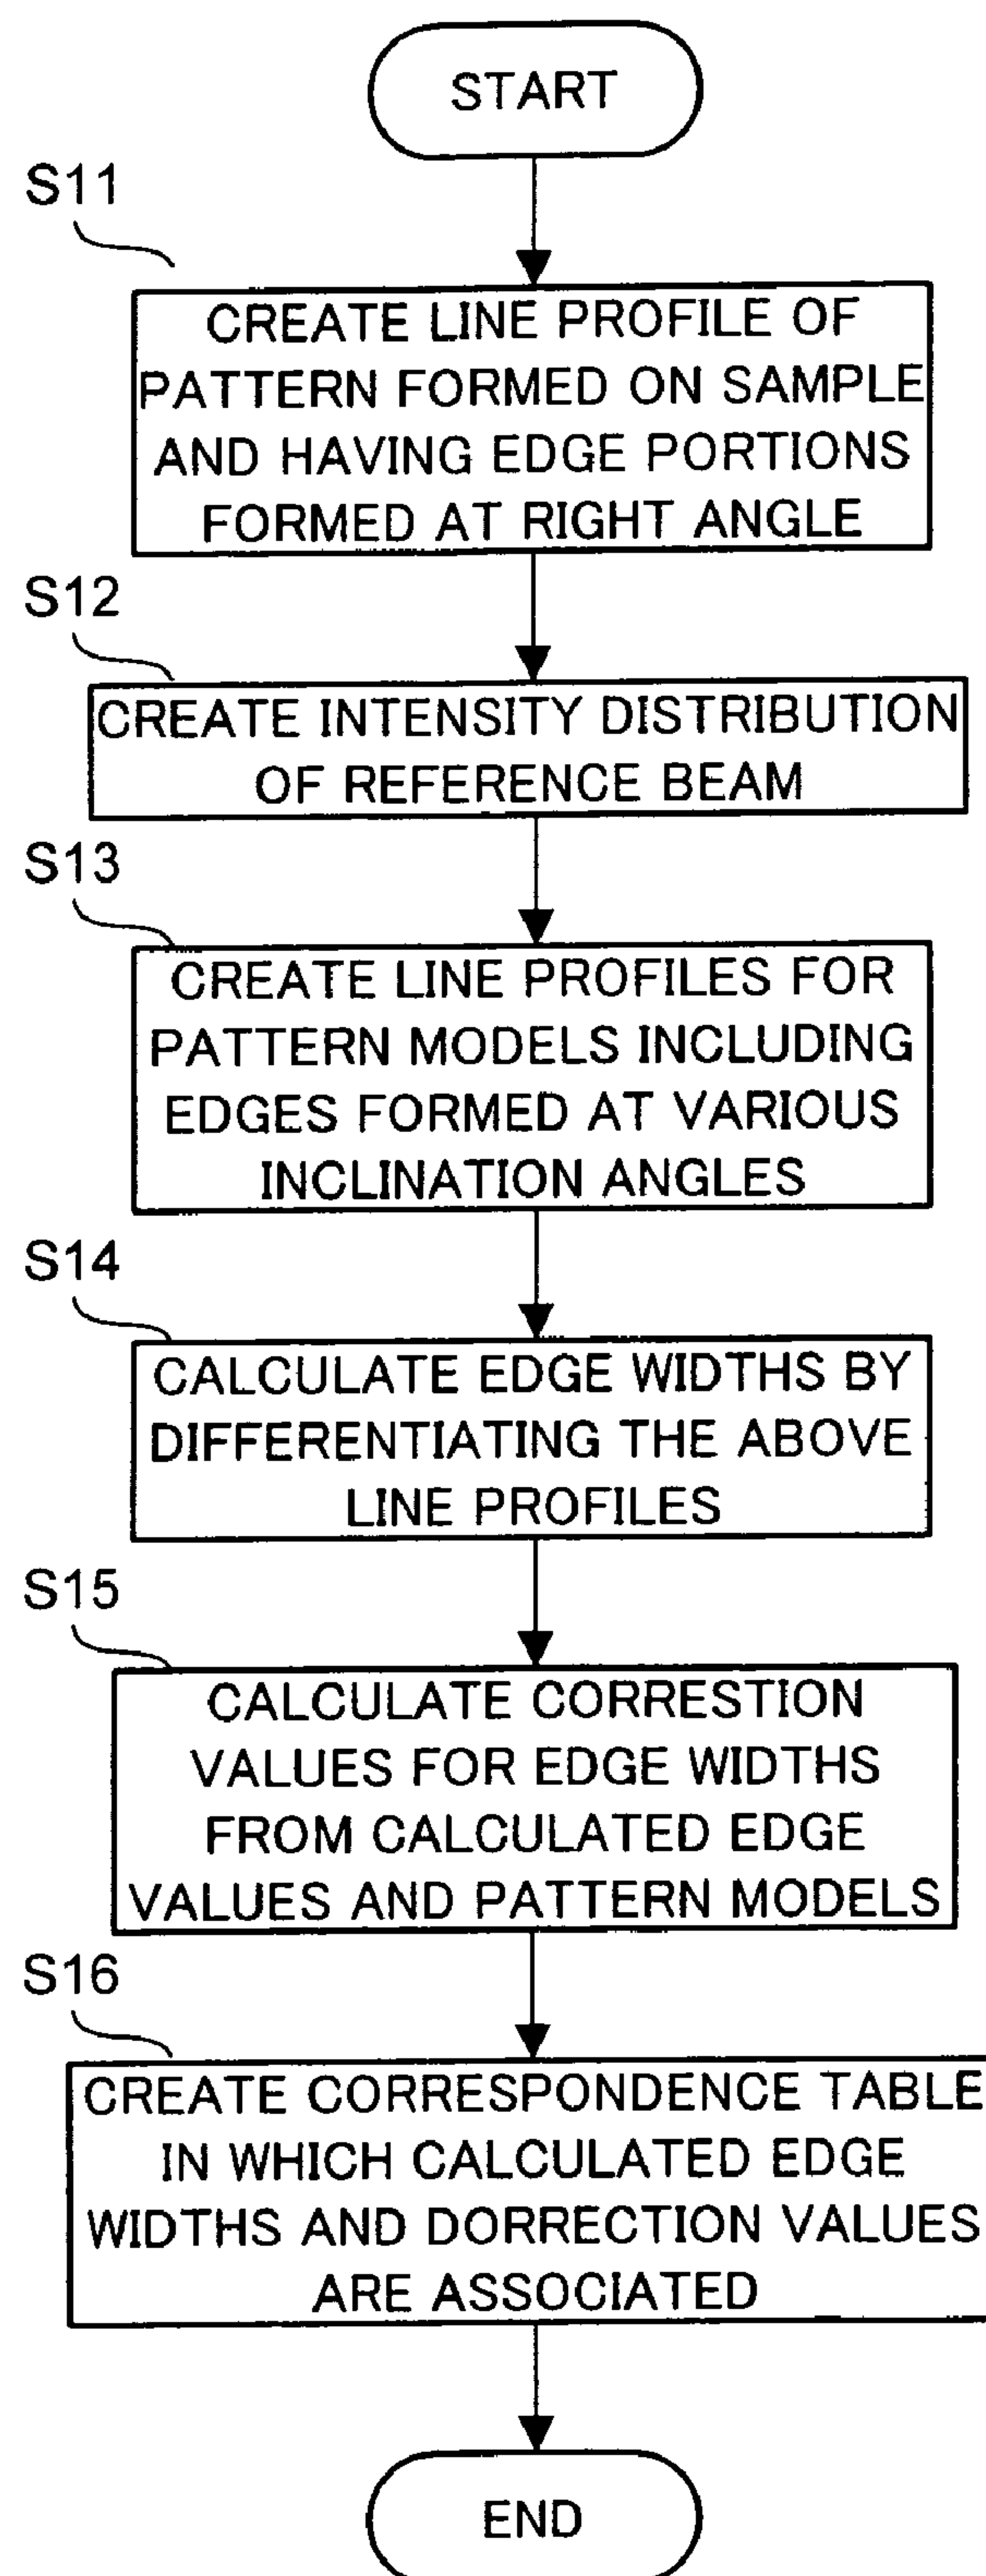 START
S11
CREATE LINE PROFILE OF
PATTERN FORMED ON SAMPLE
AND HAVING EDGE PORTIONS
FORMED AT RIGHT ANGLE
S12
CREATE INTENSITY DISTRIBUTION
OF REFERENCE BEAM
S13
CREATE LINE PROFILES FOR
PATTERN MODELS INCLUDING
EDGES FORMED AT VARIOUS
INCLINATION ANGLES
S14
CALCULATE EDGE WIDTHS BY
DIFFERENTIATING THE ABOVE
LINE PROFILES
S15
CALCULATE CORRESTION
VALUES FOR EDGE WIDTHS
FROM CALCULATED EDGE
VALUES AND PATTERN MODELS
S16
CREATE CORRESPONDENCE TABLE
IN WHICH CALCULATED EDGE
WIDTHS AND DORRECTION VALUES
ARE ASSOCIATED
END